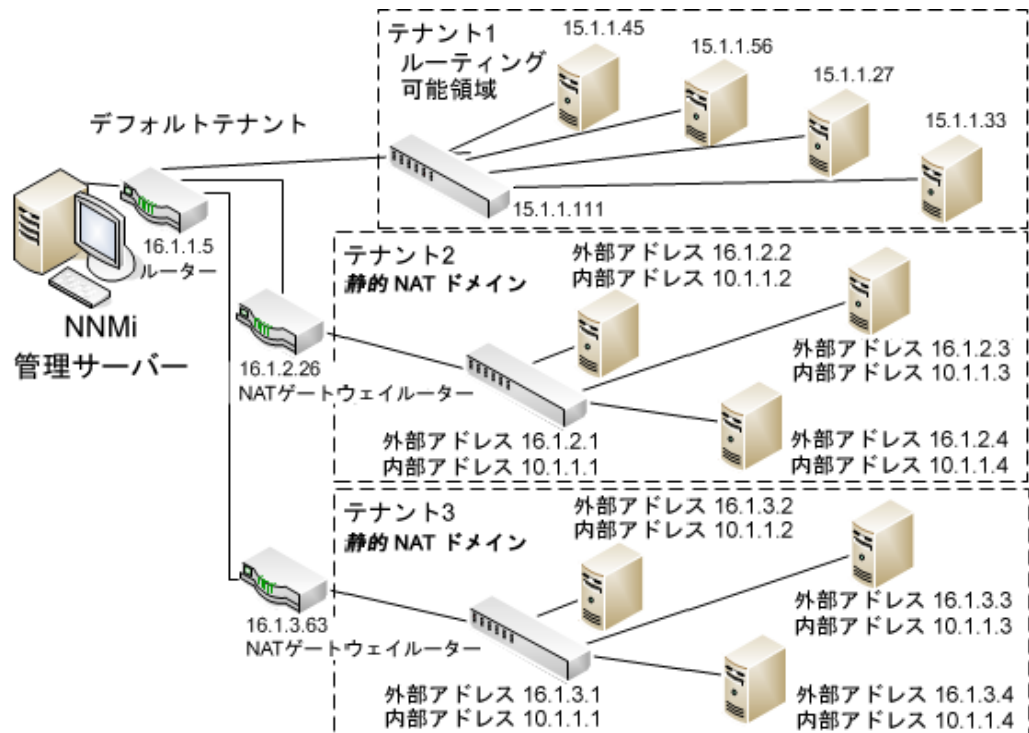 テナント1
ルーティング
可能領域
15.1.1.45
15.1.1.56
15.1.1.27
15.1.1.33
15.1.1.111
デフォルトテナント
16.1.1.5
ルーター
NNMi
管理サーバー
テナント2
静的 NAT ドメイン
外部アドレス 16.1.2.2
内部アドレス 10.1.1.2
外部アドレス 16.1.2.3
内部アドレス 10.1.1.3
16.1.2.26
NATゲートウェイルーター
外部アドレス 16.1.2.1
内部アドレス 10.1.1.1
外部アドレス 16.1.2.4
内部アドレス 10.1.1.4
テナント3
静的 NAT ドメイン
外部アドレス 16.1.3.2
内部アドレス 10.1.1.2
外部アドレス 16.1.3.3
内部アドレス 10.1.1.3
16.1.3.63
NATゲートウェイルーター
外部アドレス 16.1.3.1
内部アドレス 10.1.1.1
外部アドレス 16.1.3.4
内部アドレス 10.1.1.4